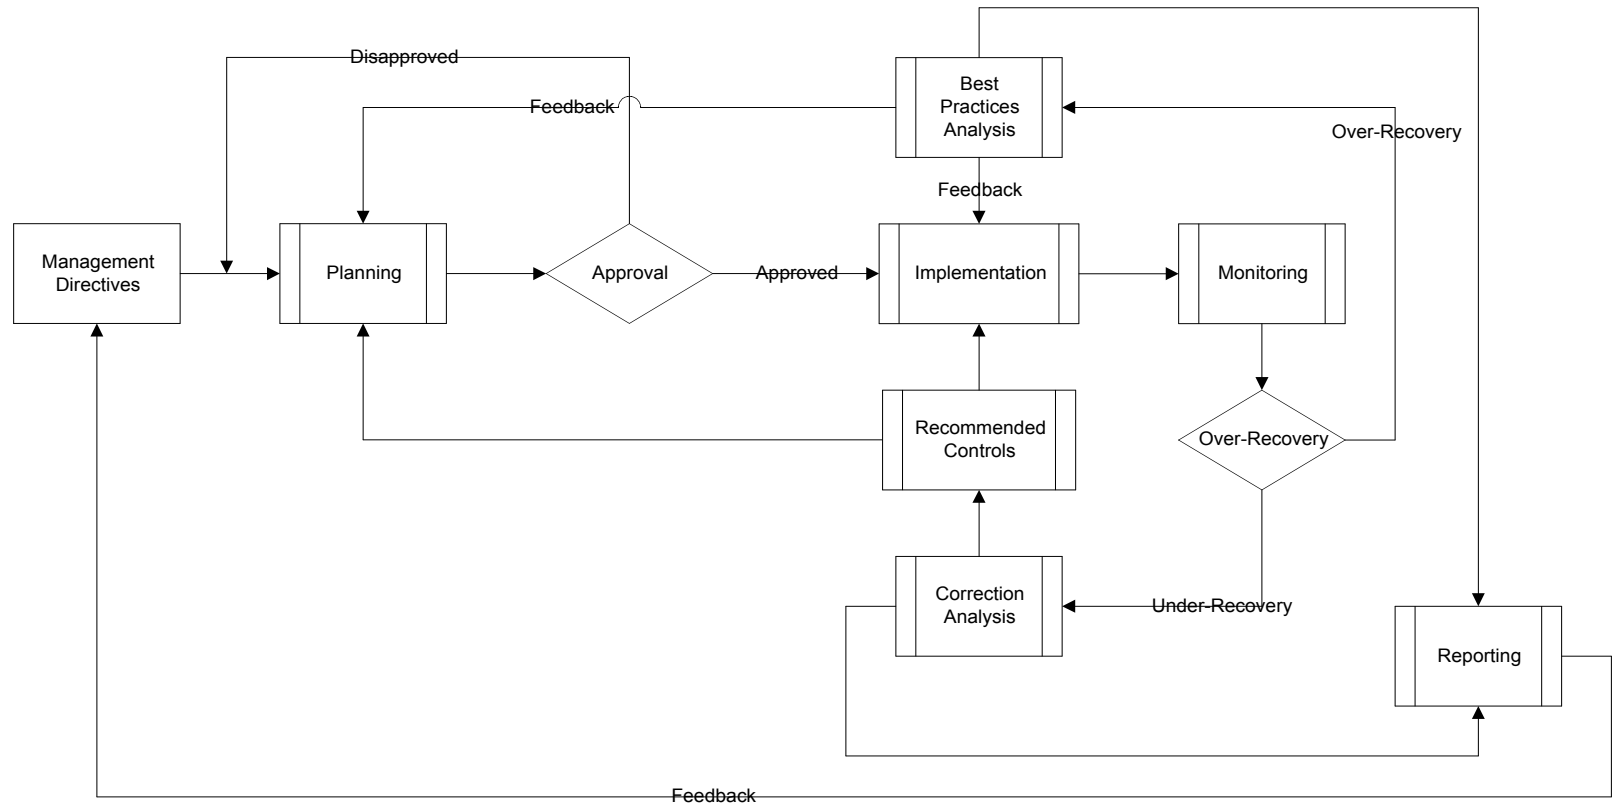 Disapproved
Best
Practices
Analysis
Feedback
Over-Recovery
Feedback
Management
Directives
Planning
Approval
Approved
Implementation
Monitoring
Recommended
Controls
Over-Recovery
Correction
Analysis
Under-Recovery
Reporting
Feedback